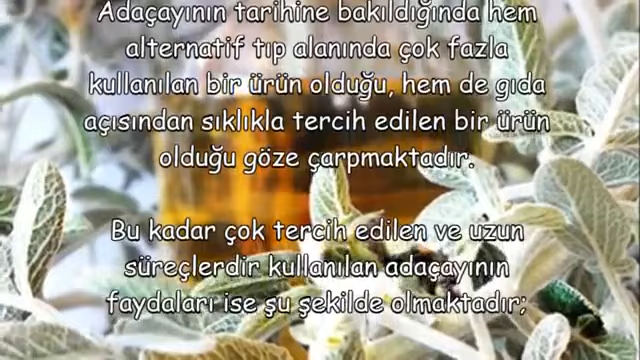 Adaçayının tarihine bakıldığında hem
alternatif tıp alanında çok fazla
kullanılan bir ürün olduğu, hem de gıda
açısından sıklıkla tercih edilen bir ürün
olduğu göze çarpmaktadır.
Bu kadar çok tercih edilen ve uzun
süreçlerdir kullanılan adaçayının
faydaları ise şu şekilde olmaktadır;